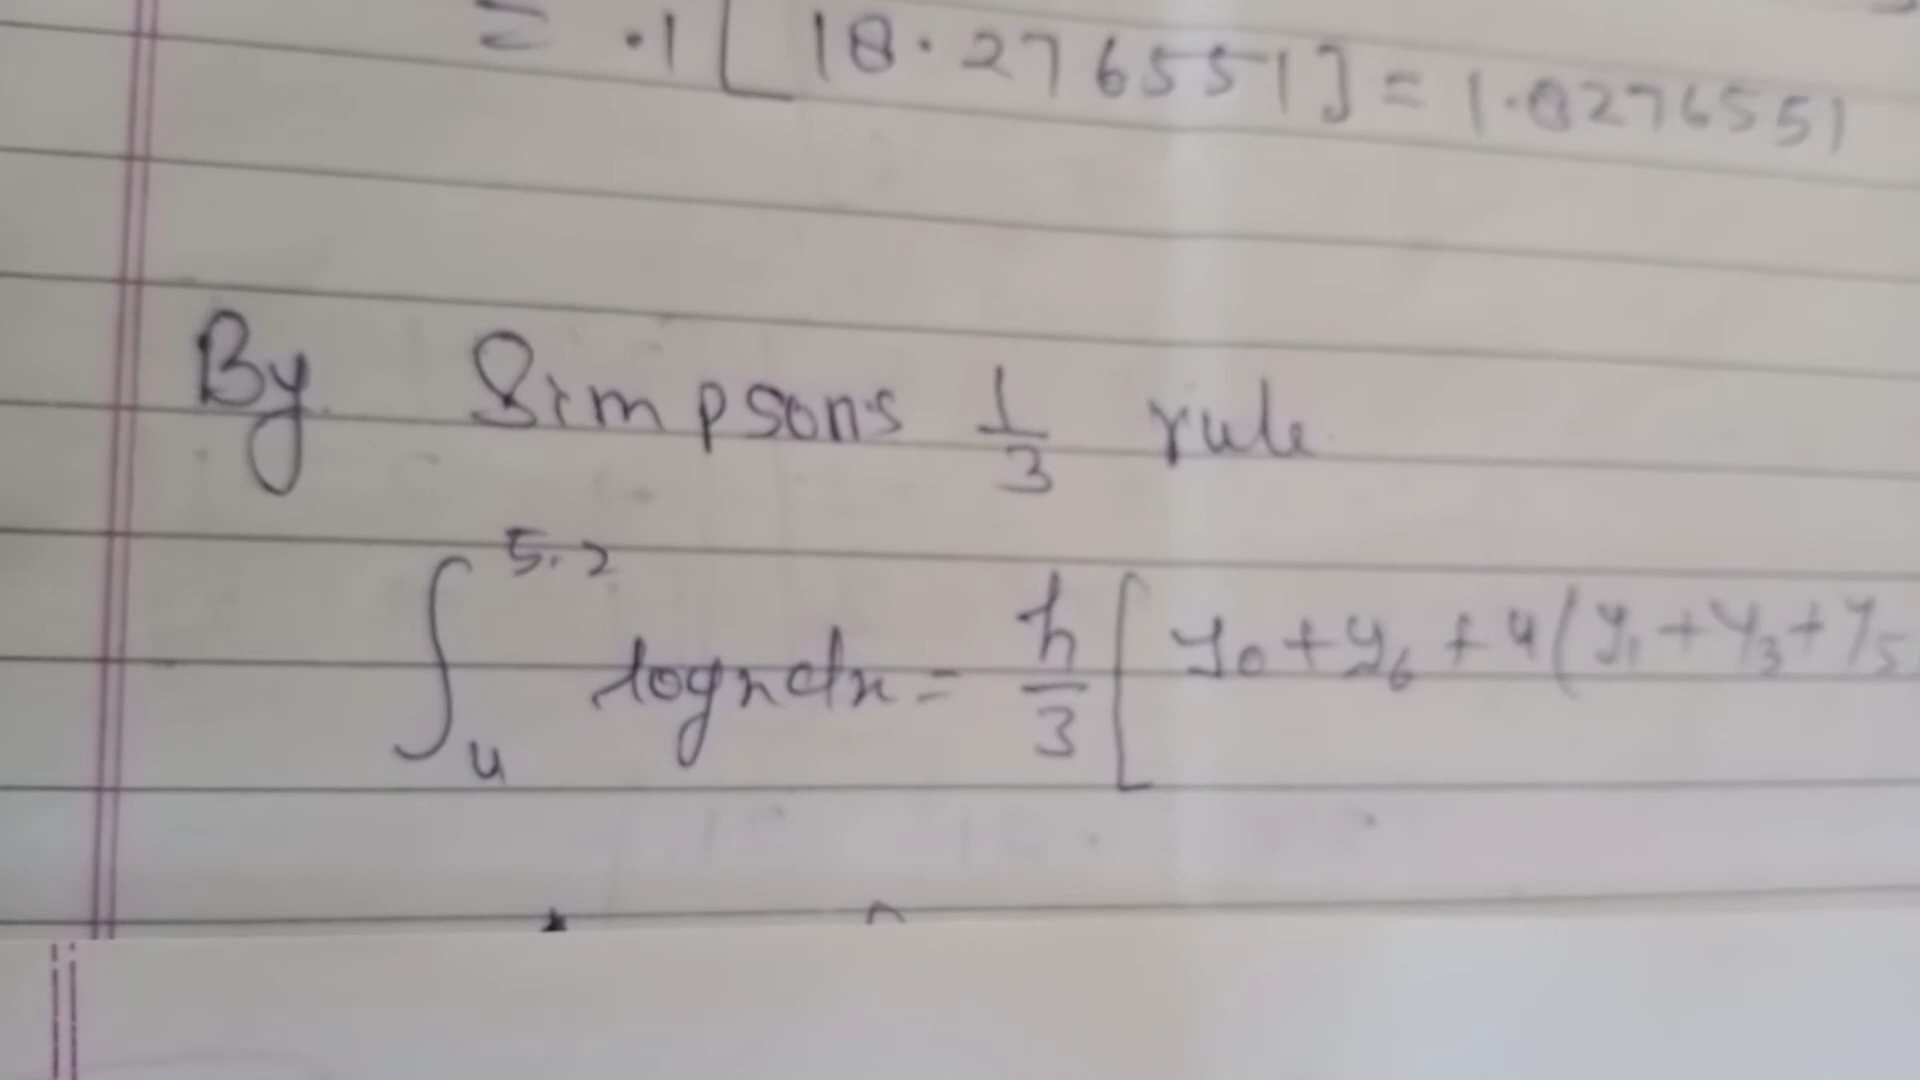 = .1 [ 18.276551 ] = 1.8276551
By Simpson's 1/3 rule
∫_4^5.2 log x dx = h/3 [ y0 + y6 + 4 ( y1 + y3 + y5